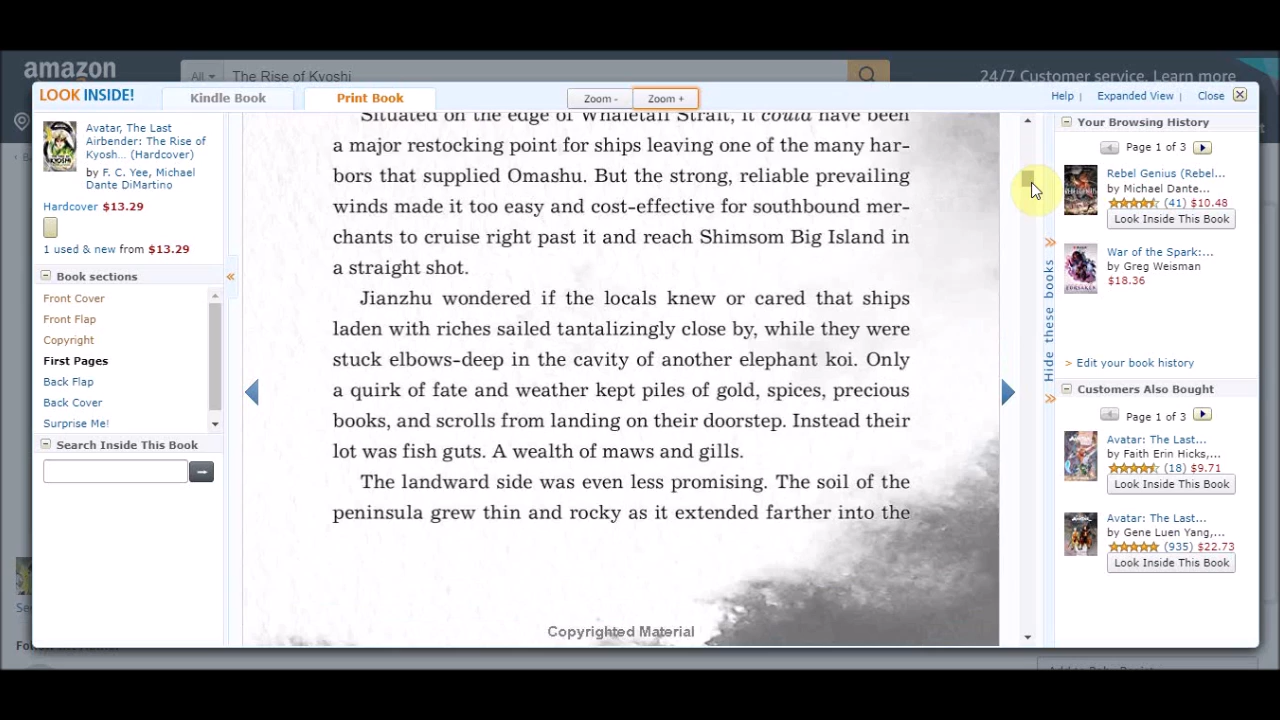 amazon
All
The Rise of Kyoshi
24/7 Customer service. Learn more
LOOK INSIDE!
Kindle Book
Print Book
Zoom -
Zoom +
Help |
Expanded View |
Close
Avatar, The Last
Airbender: The Rise of
Kyosh... (Hardcover)
by F. C. Yee, Michael
Dante DiMartino
Hardcover $13.29
1 used & new from $13.29
Book sections
Front Cover
Front Flap
Copyright
First Pages
Back Flap
Back Cover
Surprise Me!
Search Inside This Book
Situated on the edge of Whaletail Strait, it could have been
a major restocking point for ships leaving one of the many har-
bors that supplied Omashu. But the strong, reliable prevailing
winds made it too easy and cost-effective for southbound mer-
chants to cruise right past it and reach Shimsom Big Island in
a straight shot.
Jianzhu wondered if the locals knew or cared that ships
laden with riches sailed tantalizingly close by, while they were
stuck elbows-deep in the cavity of another elephant koi. Only
a quirk of fate and weather kept piles of gold, spices, precious
books, and scrolls from landing on their doorstep. Instead their
lot was fish guts. A wealth of maws and gills.
The landward side was even less promising. The soil of the
peninsula grew thin and rocky as it extended farther into the
Copyrighted Material
Hide these books
Your Browsing History
Page 1 of 3
Rebel Genius (Rebel...
by Michael Dante...
(41) $10.48
Look Inside This Book
War of the Spark:...
by Greg Weisman
$18.36
> Edit your book history
Customers Also Bought
Page 1 of 3
Avatar: The Last...
by Faith Erin Hicks,...
(18) $9.71
Look Inside This Book
Avatar: The Last...
by Gene Luen Yang,...
(935) $22.73
Look Inside This Book